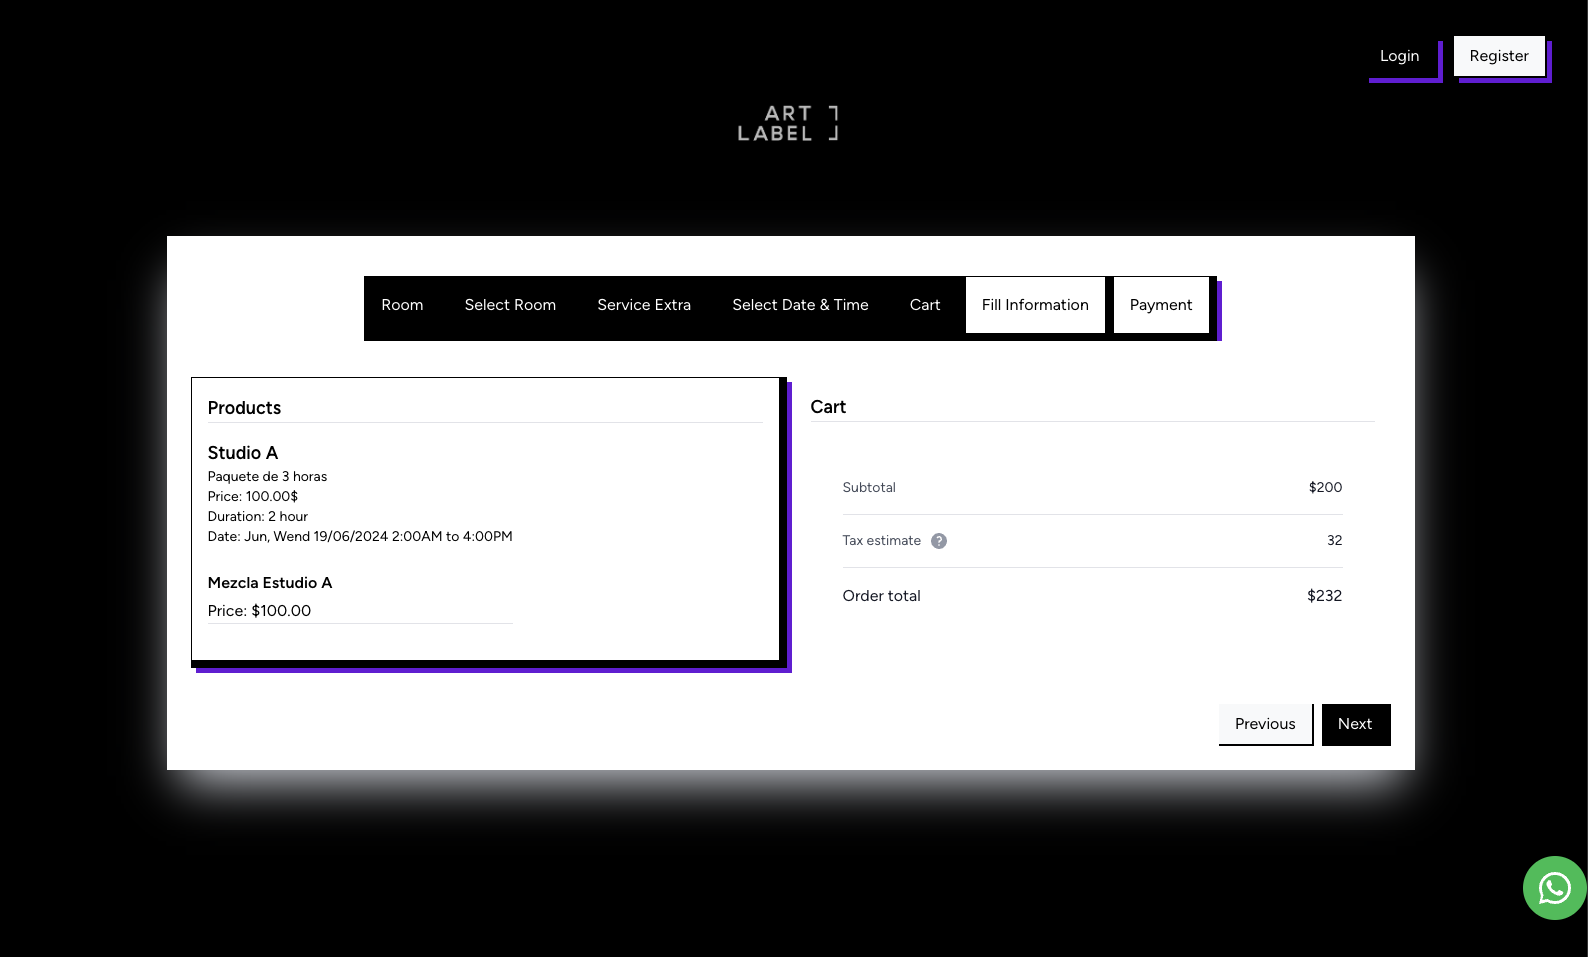 Login
Register
ART
LABEL
Room
Select Room
Service Extra
Select Date & Time
Cart
Fill Information
Payment
Products
Studio A
Paquete de 3 horas
Price: 100.00$
Duration: 2 hour
Date: Jun, Wend 19/06/2024 2:00AM to 4:00PM
Mezcla Estudio A
Price: $100.00
Cart
Subtotal $200
Tax estimate ? 32
Order total $232
Previous
Next